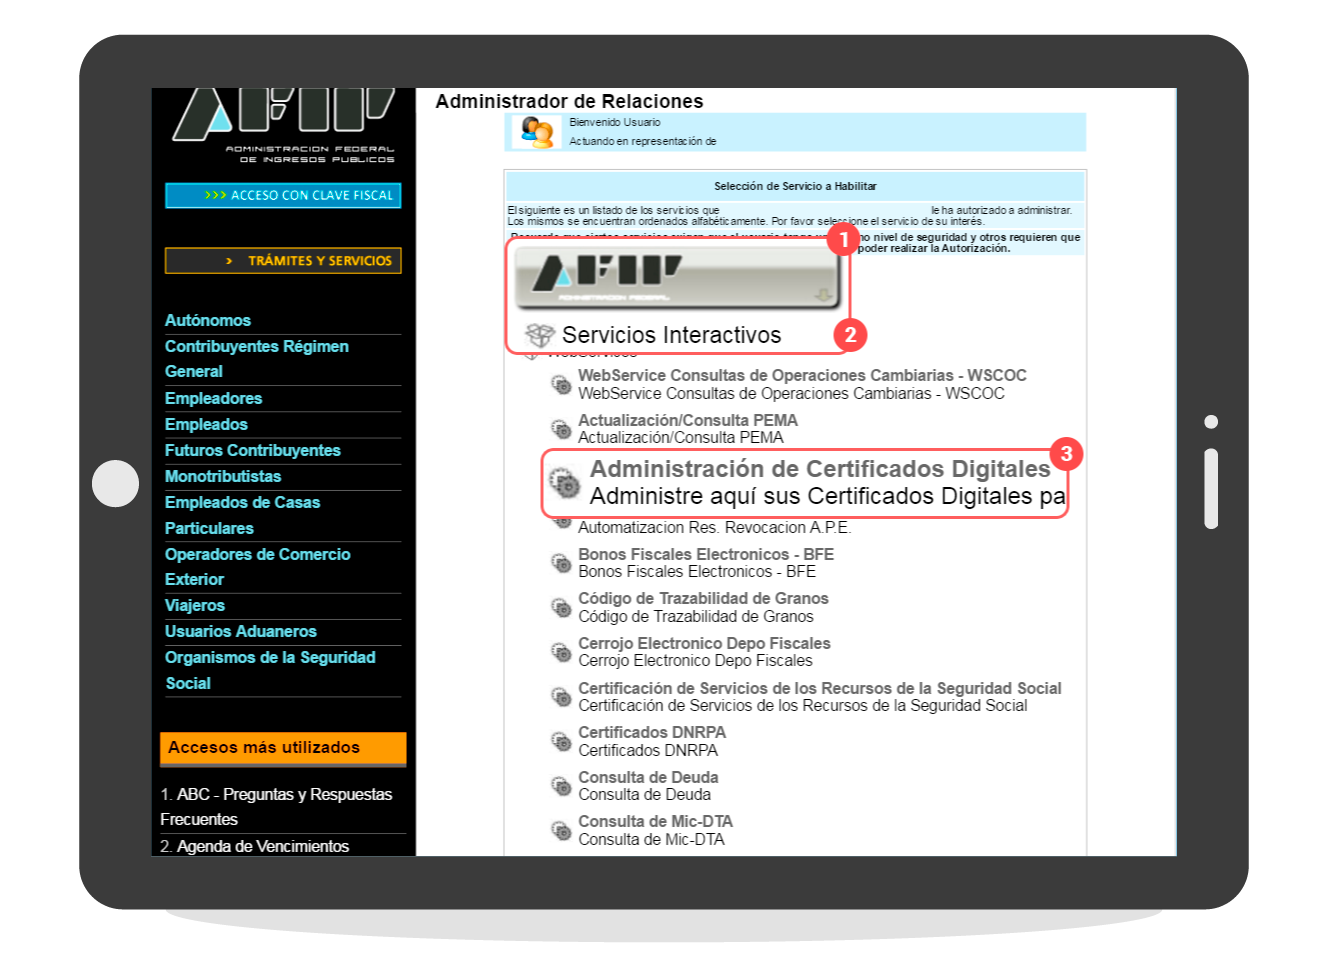 AFIP
ADMINISTRACION FEDERAL
DE INGRESOS PUBLICOS
>>> ACCESO CON CLAVE FISCAL
> TRÁMITES Y SERVICIOS
Autónomos
Contribuyentes Régimen
General
Empleadores
Empleados
Futuros Contribuyentes
Monotributistas
Empleados de Casas
Particulares
Operadores de Comercio
Exterior
Viajeros
Usuarios Aduaneros
Organismos de la Seguridad
Social
Accesos más utilizados
1. ABC - Preguntas y Respuestas
Frecuentes
2. Agenda de Vencimientos
Administrador de Relaciones
Bienvenido Usuario
Actuando en representación de
Selección de Servicio a Habilitar
El siguiente es un listado de los servicios que le ha autorizado a administrar.
Los mismos se encuentran ordenados alfabéticamente. Por favor seleccione el servicio de su interés.
nivel de seguridad y otros requieren que
poder realizar la Autorización.
1
AFIP
ADMINISTRACION FEDERAL
Servicios Interactivos
2
WebServices
WebService Consultas de Operaciones Cambiarias - WSCOC
WebService Consultas de Operaciones Cambiarias - WSCOC
Actualización/Consulta PEMA
Actualización/Consulta PEMA
3
Administración de Certificados Digitales
Administre aquí sus Certificados Digitales pa
Automatizacion Res. Revocacion A.P.E.
Bonos Fiscales Electronicos - BFE
Bonos Fiscales Electronicos - BFE
Código de Trazabilidad de Granos
Código de Trazabilidad de Granos
Cerrojo Electronico Depo Fiscales
Cerrojo Electronico Depo Fiscales
Certificación de Servicios de los Recursos de la Seguridad Social
Certificación de Servicios de los Recursos de la Seguridad Social
Certificados DNRPA
Certificados DNRPA
Consulta de Deuda
Consulta de Deuda
Consulta de Mic-DTA
Consulta de Mic-DTA